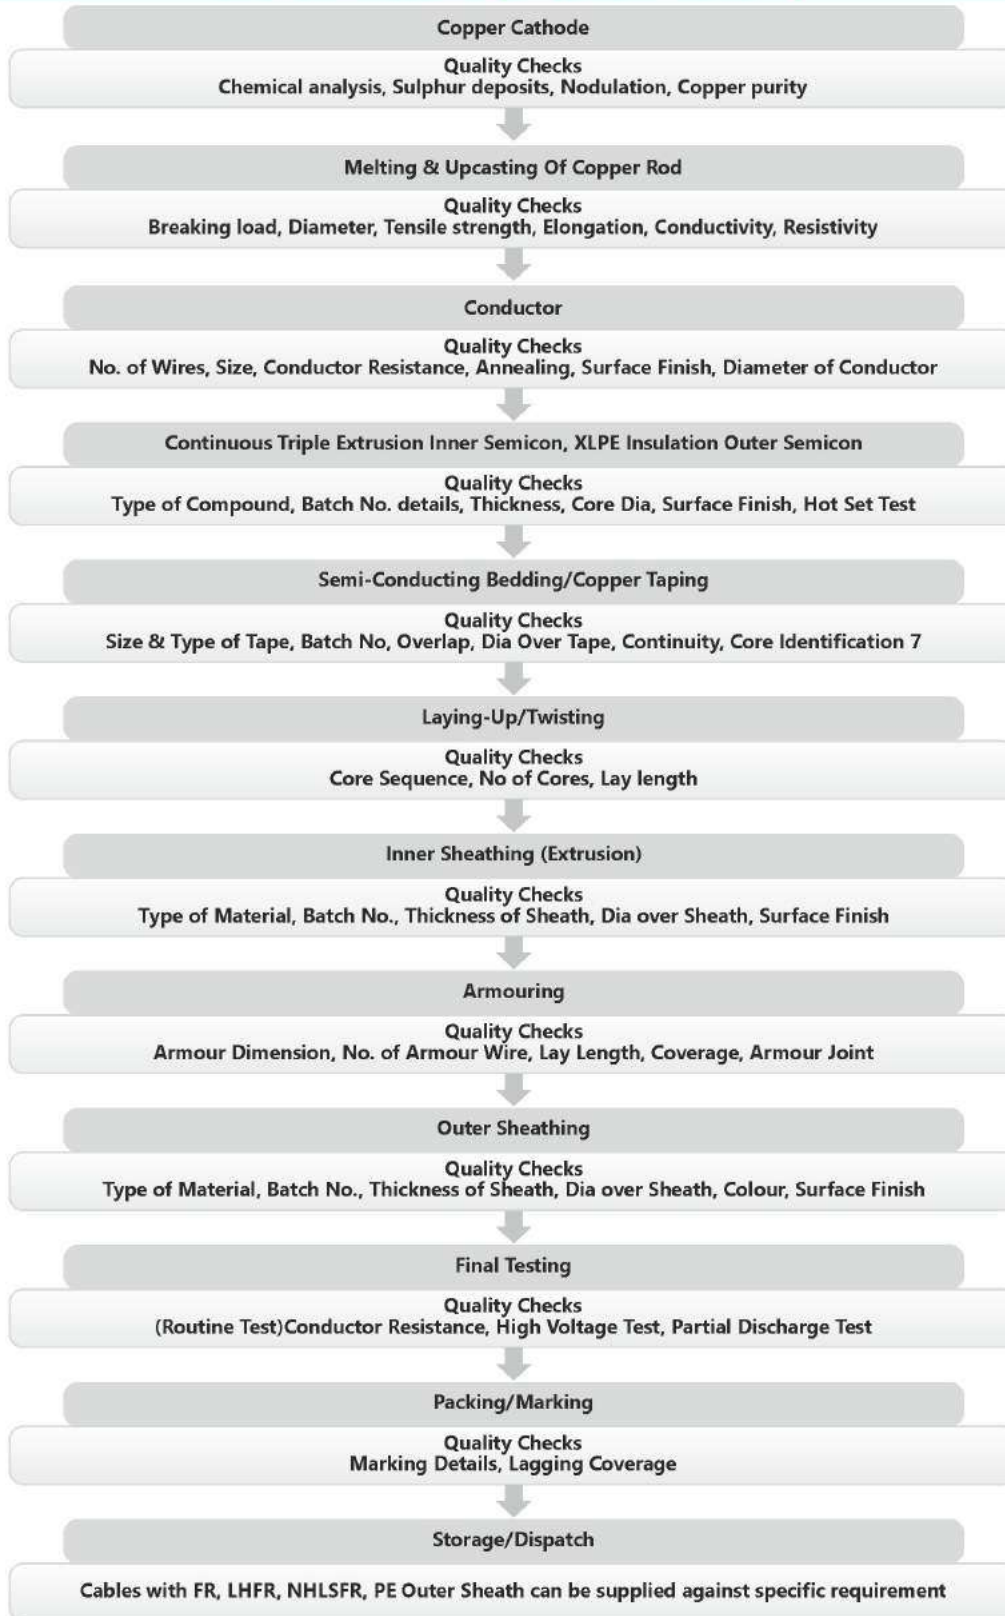 Copper Cathode
Quality Checks
Chemical analysis, Sulphur deposits, Nodulation, Copper purity
Melting & Upcasting Of Copper Rod
Quality Checks
Breaking load, Diameter, Tensile strength, Elongation, Conductivity, Resistivity
Conductor
Quality Checks
No. of Wires, Size, Conductor Resistance, Annealing, Surface Finish, Diameter of Conductor
Continuous Triple Extrusion Inner Semicon, XLPE Insulation Outer Semicon
Quality Checks
Type of Compound, Batch No. details, Thickness, Core Dia, Surface Finish, Hot Set Test
Semi-Conducting Bedding/Copper Taping
Quality Checks
Size & Type of Tape, Batch No, Overlap, Dia Over Tape, Continuity, Core Identification 7
Laying-Up/Twisting
Quality Checks
Core Sequence, No of Cores, Lay length
Inner Sheathing (Extrusion)
Quality Checks
Type of Material, Batch No., Thickness of Sheath, Dia over Sheath, Surface Finish
Armouring
Quality Checks
Armour Dimension, No. of Armour Wire, Lay Length, Coverage, Armour Joint
Outer Sheathing
Quality Checks
Type of Material, Batch No., Thickness of Sheath, Dia over Sheath, Colour, Surface Finish
Final Testing
Quality Checks
(Routine Test)Conductor Resistance, High Voltage Test, Partial Discharge Test
Packing/Marking
Quality Checks
Marking Details, Lagging Coverage
Storage/Dispatch
Cables with FR, LHFR, NHLSFR, PE Outer Sheath can be supplied against specific requirement